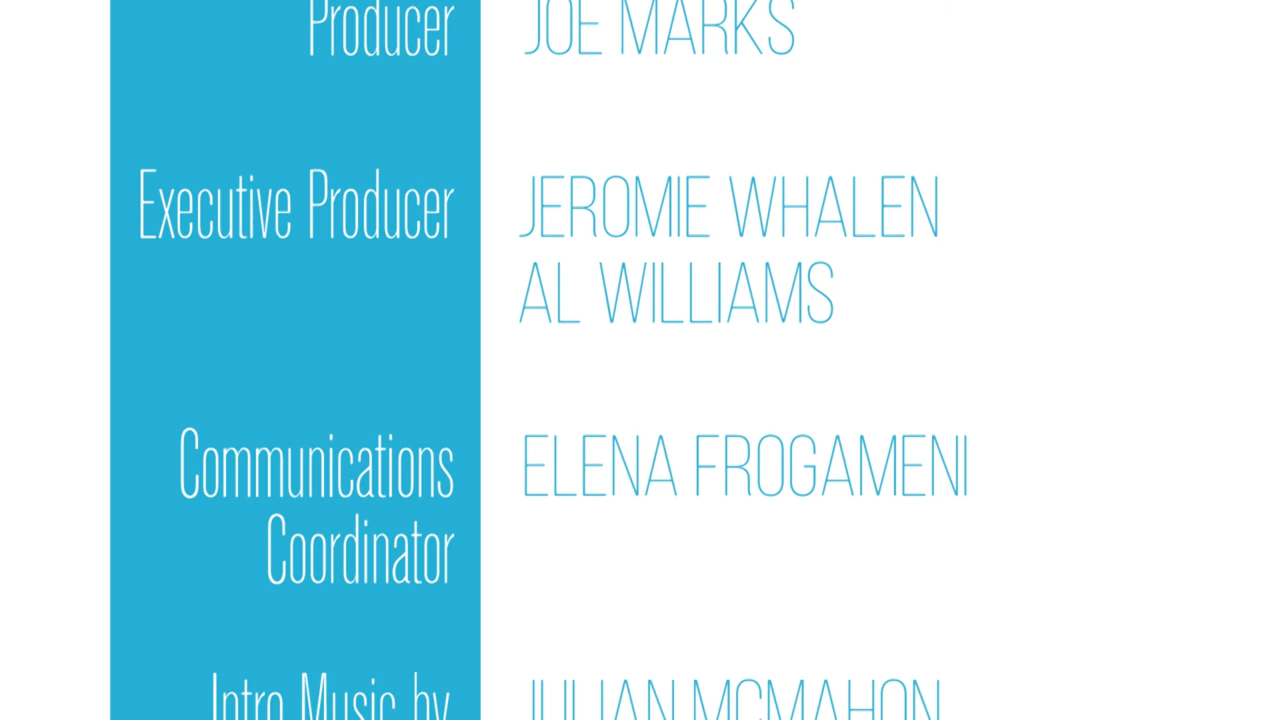 Producer JOE MARKS
Executive Producer JEROMIE WHALEN
AL WILLIAMS
Communications ELENA FROGAMENI
Coordinator
Intro Music by JULIAN MCMAHON